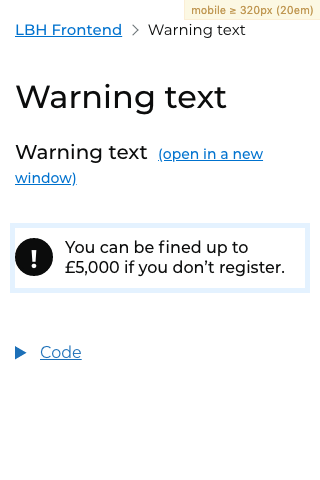 mobile ≥ 320px (20em)
LBH Frontend > Warning text
Warning text
Warning text (open in a new
window)
! You can be fined up to
£5,000 if you don’t register.
Code